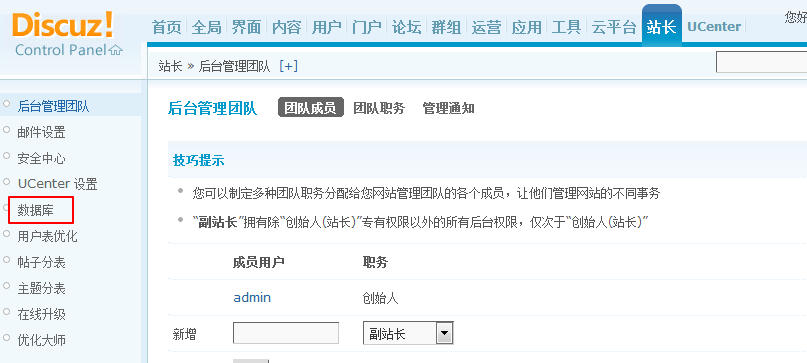 Discuz!
Control Panel
首页 全局 界面 内容 用户 门户 论坛 群组 运营 应用 工具 云平台 站长 UCenter
您好
站长 » 后台管理团队 [+]
后台管理团队
邮件设置
安全中心
UCenter 设置
数据库
用户表优化
帖子分表
主题分表
在线升级
优化大师
后台管理团队 团队成员 团队职务 管理通知
技巧提示
您可以制定多种团队职务分配给您网站管理团队的各个成员，让他们管理网站的不同事务
“副站长”拥有除“创始人(站长)”专有权限以外的所有后台权限，仅次于“创始人(站长)”
成员用户 职务
admin 创始人
新增 副站长